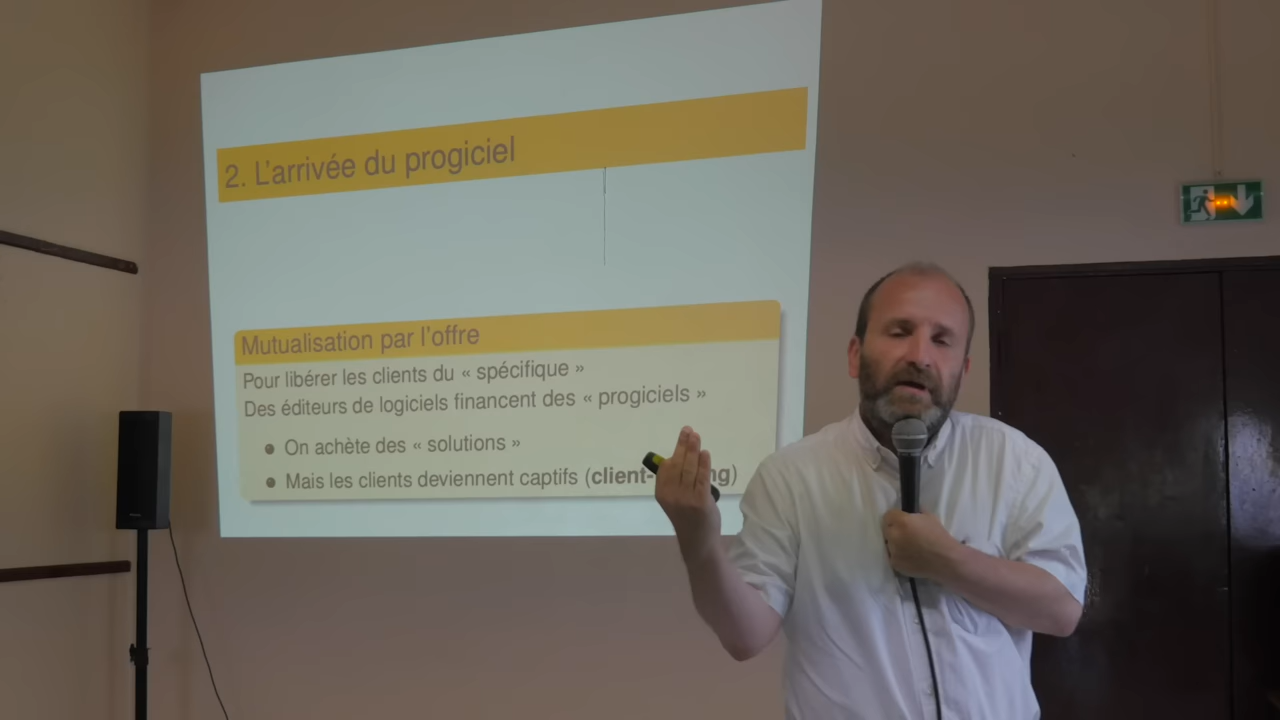 2. L'arrivée du progiciel
Mutualisation par l'offre
Pour libérer les clients du « spécifique »
Des éditeurs de logiciels financent des « progiciels »
On achète des « solutions »
Mais les clients deviennent captifs (client-